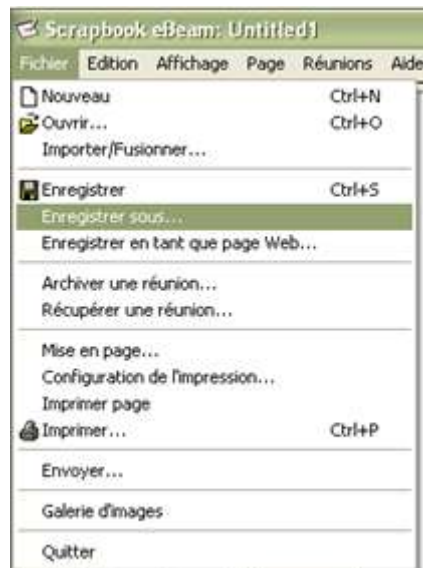 Scrapbook eBeam: Untitled1
Fichier Edition Affichage Page Réunions Aide
Nouveau Ctrl+N
Ouvrir... Ctrl+O
Importer/Fusionner...
Enregistrer Ctrl+S
Enregistrer sous...
Enregistrer en tant que page Web...
Archiver une réunion...
Récupérer une réunion...
Mise en page...
Configuration de l'impression...
Imprimer page
Imprimer... Ctrl+P
Envoyer...
Galerie d'images
Quitter